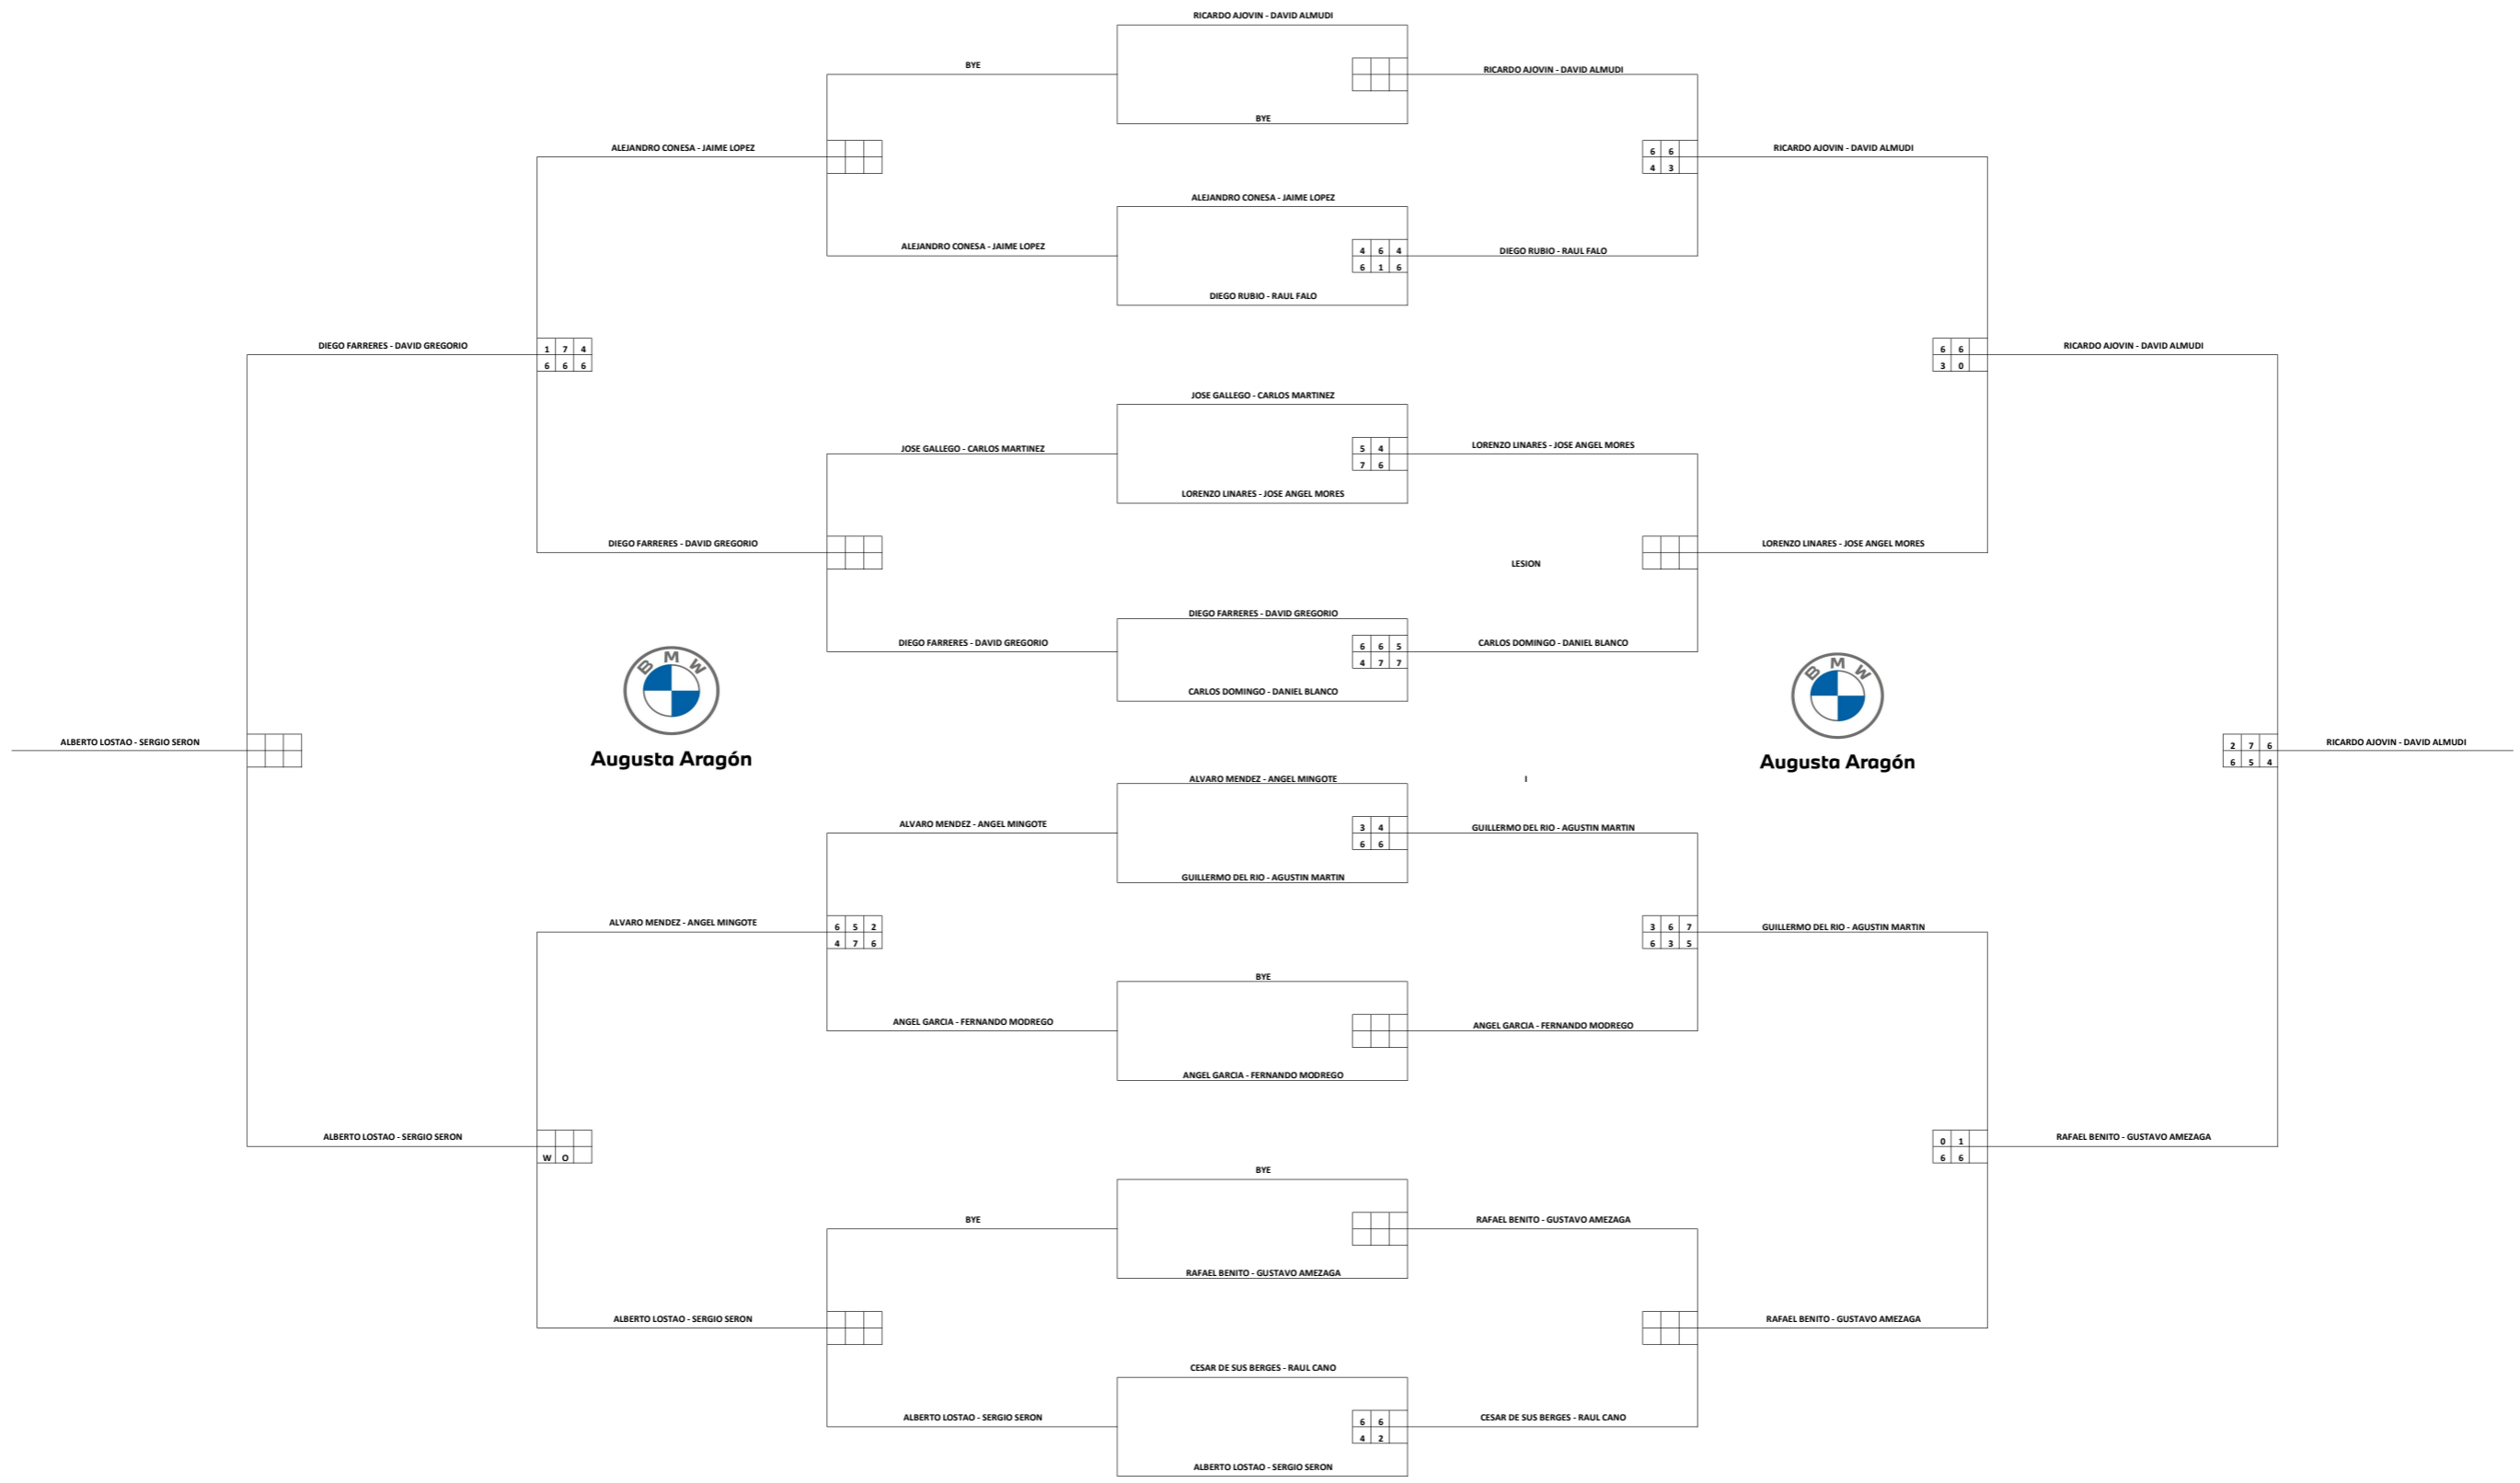 RICARDO AJOVIN - DAVID ALMUDI
BYE
RICARDO AJOVIN - DAVID ALMUDI
BYE
ALEJANDRO CONESA - JAIME LOPEZ
6 6
RICARDO AJOVIN - DAVID ALMUDI
4 3
ALEJANDRO CONESA - JAIME LOPEZ
ALEJANDRO CONESA - JAIME LOPEZ
4 6 4
DIEGO RUBIO - RAUL FALO
6 1 6
DIEGO RUBIO - RAUL FALO
DIEGO FARRERES - DAVID GREGORIO
1 7 4
6 6
RICARDO AJOVIN - DAVID ALMUDI
6 6 6
3 0
JOSE GALLEGO - CARLOS MARTINEZ
JOSE GALLEGO - CARLOS MARTINEZ
5 4
LORENZO LINARES - JOSE ANGEL MORES
7 6
LORENZO LINARES - JOSE ANGEL MORES
DIEGO FARRERES - DAVID GREGORIO
LORENZO LINARES - JOSE ANGEL MORES
LESION
DIEGO FARRERES - DAVID GREGORIO
DIEGO FARRERES - DAVID GREGORIO
6 6 5
CARLOS DOMINGO - DANIEL BLANCO
4 7 7
CARLOS DOMINGO - DANIEL BLANCO
BMW
BMW
ALBERTO LOSTAO - SERGIO SERON
2 7 6
RICARDO AJOVIN - DAVID ALMUDI
6 5 4
Augusta Aragón
Augusta Aragón
ALVARO MENDEZ - ANGEL MINGOTE
I
ALVARO MENDEZ - ANGEL MINGOTE
3 4
GUILLERMO DEL RIO - AGUSTIN MARTIN
6 6
GUILLERMO DEL RIO - AGUSTIN MARTIN
ALVARO MENDEZ - ANGEL MINGOTE
6 5 2
3 6 7
GUILLERMO DEL RIO - AGUSTIN MARTIN
4 7 6
6 3 5
BYE
ANGEL GARCIA - FERNANDO MODREGO
ANGEL GARCIA - FERNANDO MODREGO
ANGEL GARCIA - FERNANDO MODREGO
ALBERTO LOSTAO - SERGIO SERON
0 1
RAFAEL BENITO - GUSTAVO AMEZAGA
W O
6 6
BYE
BYE
RAFAEL BENITO - GUSTAVO AMEZAGA
RAFAEL BENITO - GUSTAVO AMEZAGA
ALBERTO LOSTAO - SERGIO SERON
RAFAEL BENITO - GUSTAVO AMEZAGA
CESAR DE SUS BERGES - RAUL CANO
ALBERTO LOSTAO - SERGIO SERON
6 6
CESAR DE SUS BERGES - RAUL CANO
4 2
ALBERTO LOSTAO - SERGIO SERON